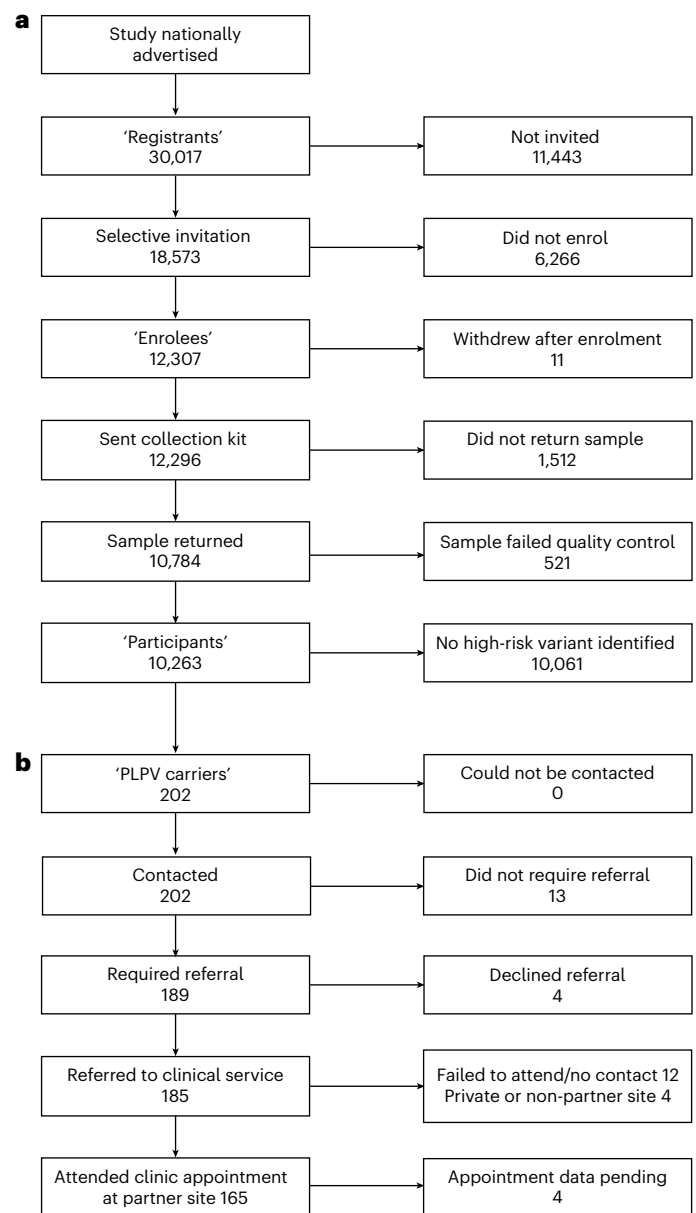 a
Study nationally
advertised
‘Registrants’
30,017
Not invited
11,443
Selective invitation
18,573
Did not enrol
6,266
‘Enrolees’
12,307
Withdrew after enrolment
11
Sent collection kit
12,296
Did not return sample
1,512
Sample returned
10,784
Sample failed quality control
521
‘Participants’
10,263
No high-risk variant identified
10,061
b
‘PLPV carriers’
202
Could not be contacted
0
Contacted
202
Did not require referral
13
Required referral
189
Declined referral
4
Referred to clinical service
185
Failed to attend/no contact 12
Private or non-partner site 4
Attended clinic appointment
at partner site 165
Appointment data pending
4